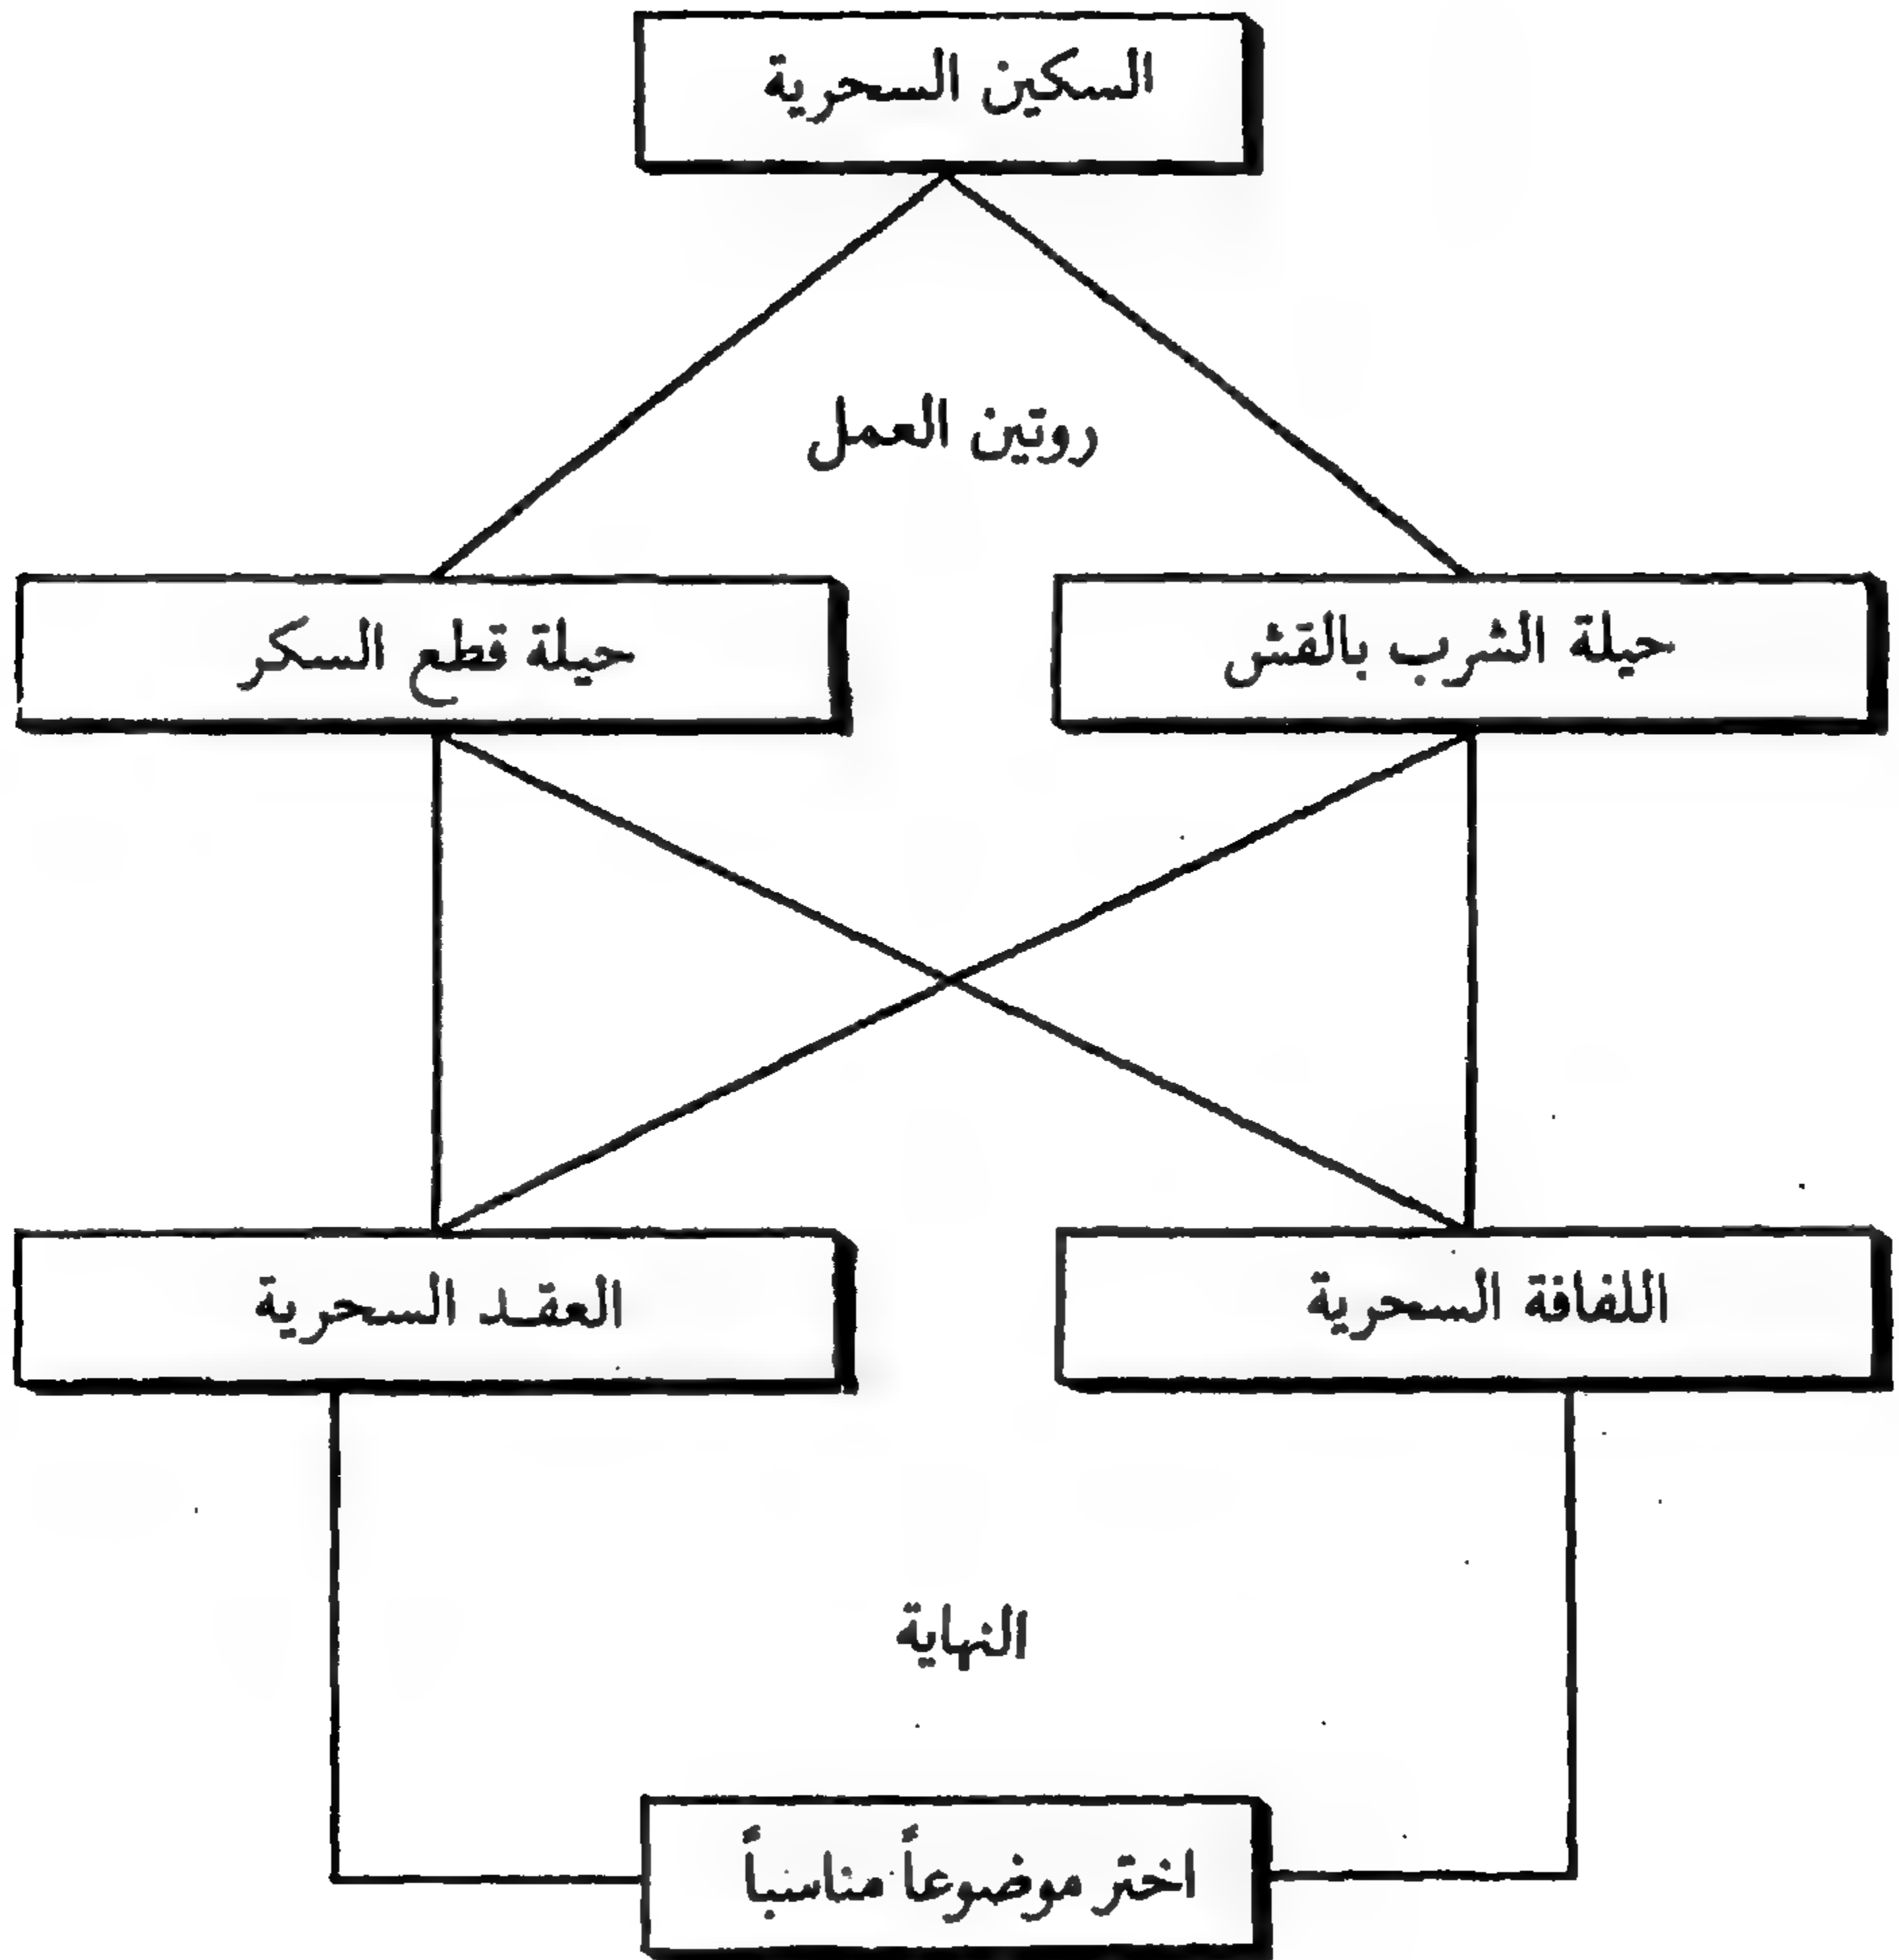 السكين السحرية
روتين العمل
حيلة الشرب بالقش
حيلة قطع السكر
اللفافة السحرية
العقد السحرية
النهاية
اختر موضوعاً مناسباً